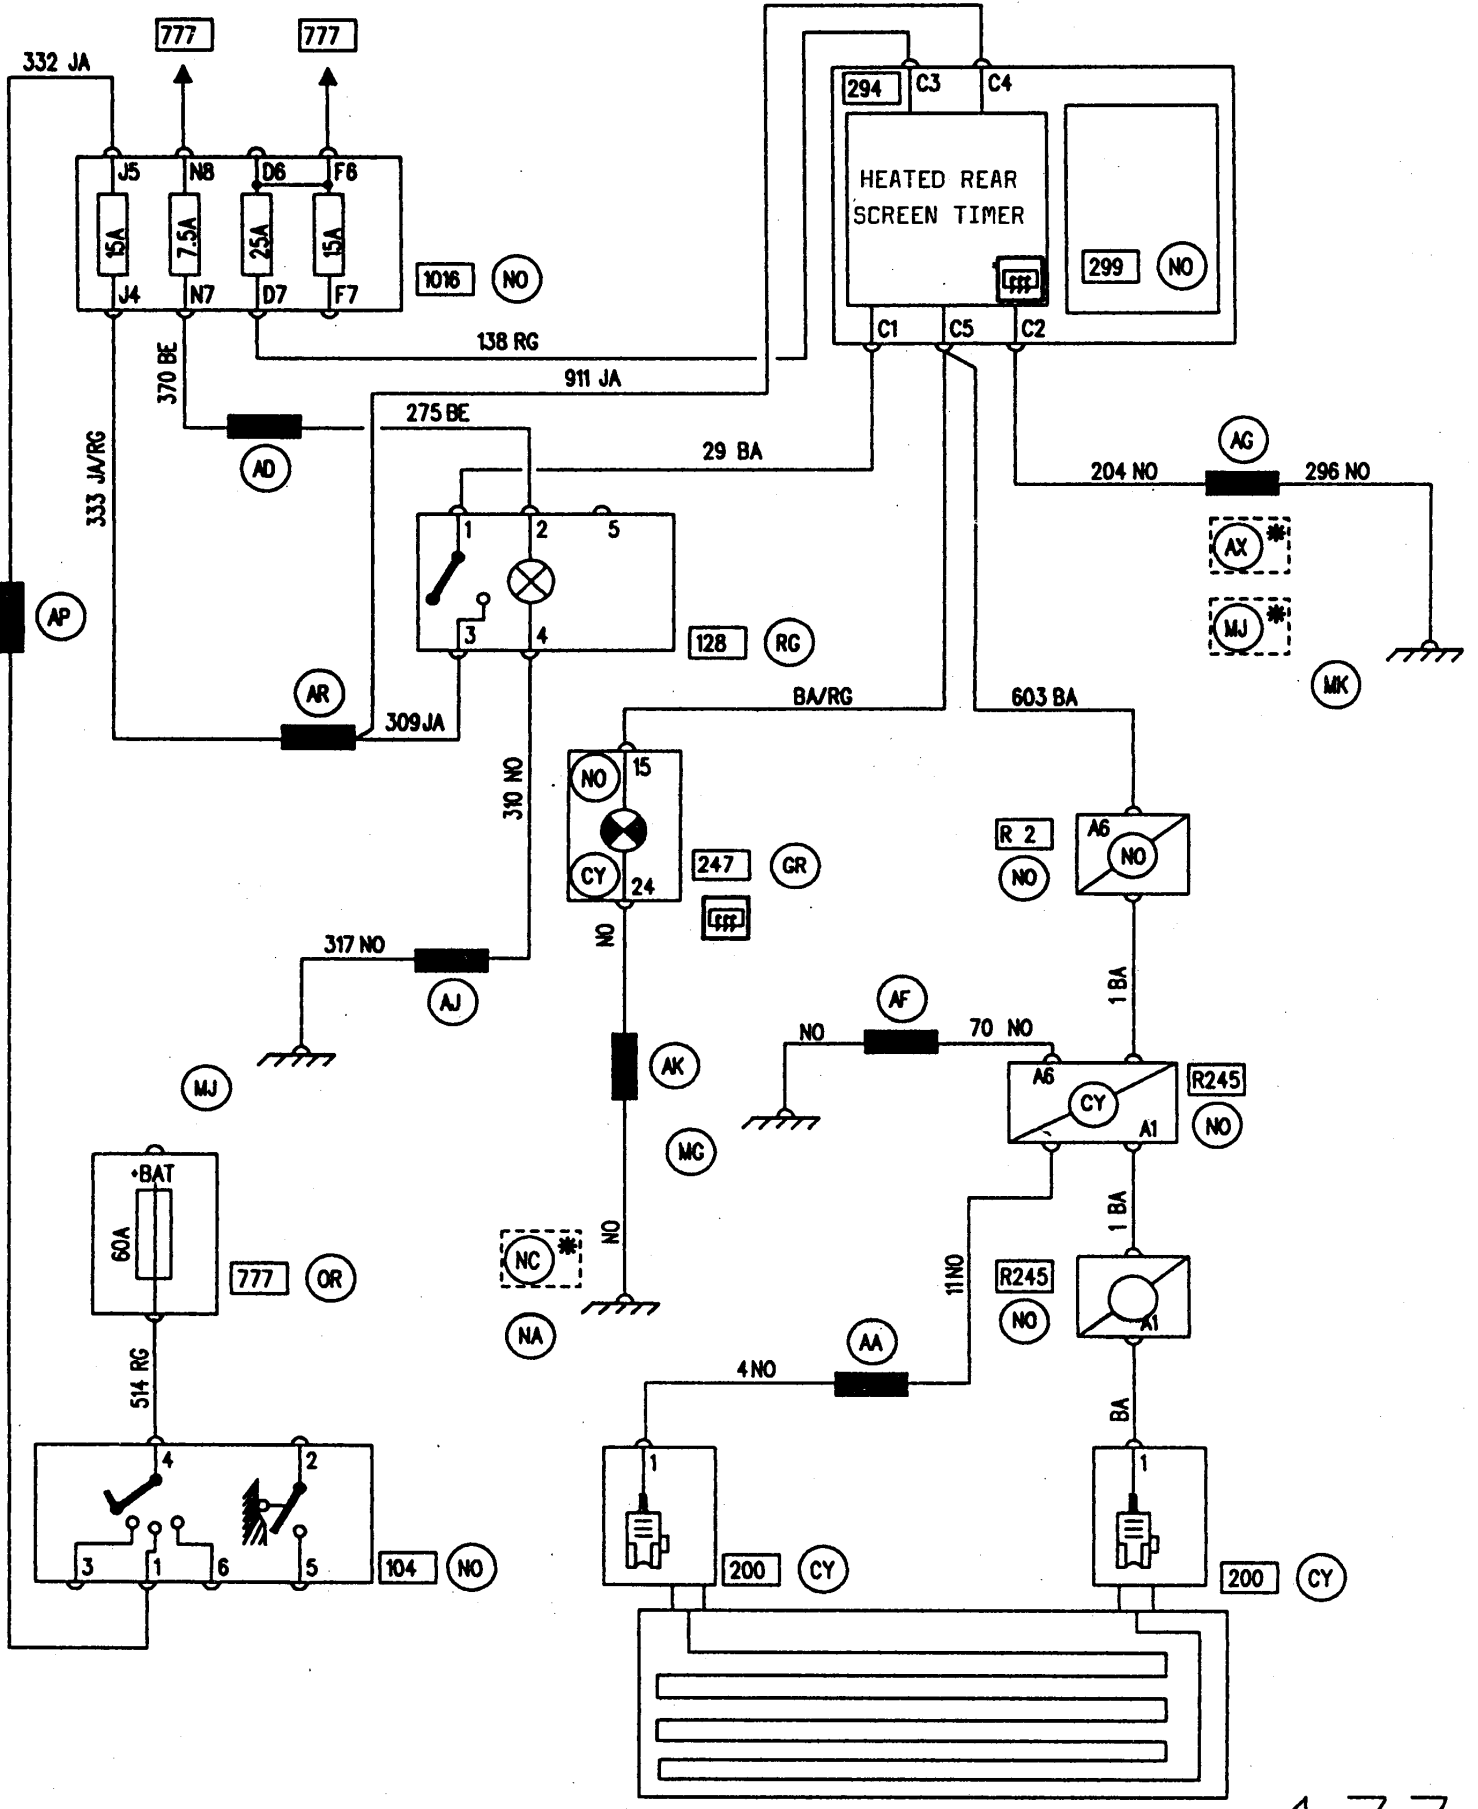 777
777
332 JA
J5
N8
D6
F6
15A
7.5A
25A
15A
J4
N7
D7
F7
1016
NO
294
C3
C4
HEATED REAR
SCREEN TIMER
299
NO
C1
C5
C2
138 RG
911 JA
370 BE
275 BE
AD
29 BA
333 JA/RG
AG
204 NO
296 NO
AX *
MJ *
MK
1
2
5
3
4
128
RG
AP
AR
309 JA
310 NO
BA/RG
603 BA
NO
15
CY
24
247
GR
A6
NO
R 2
NO
317 NO
AJ
MJ
NO
AK
MG
NO
NC *
NA
1 BA
AF
NO
70 NO
A6
CY
A1
R245
NO
1 BA
R245
NO
A1
11 NO
AA
4 NO
BA
+BAT
60A
777
OR
514 RG
4
2
3
1
6
5
104
NO
1
200
CY
1
200
CY